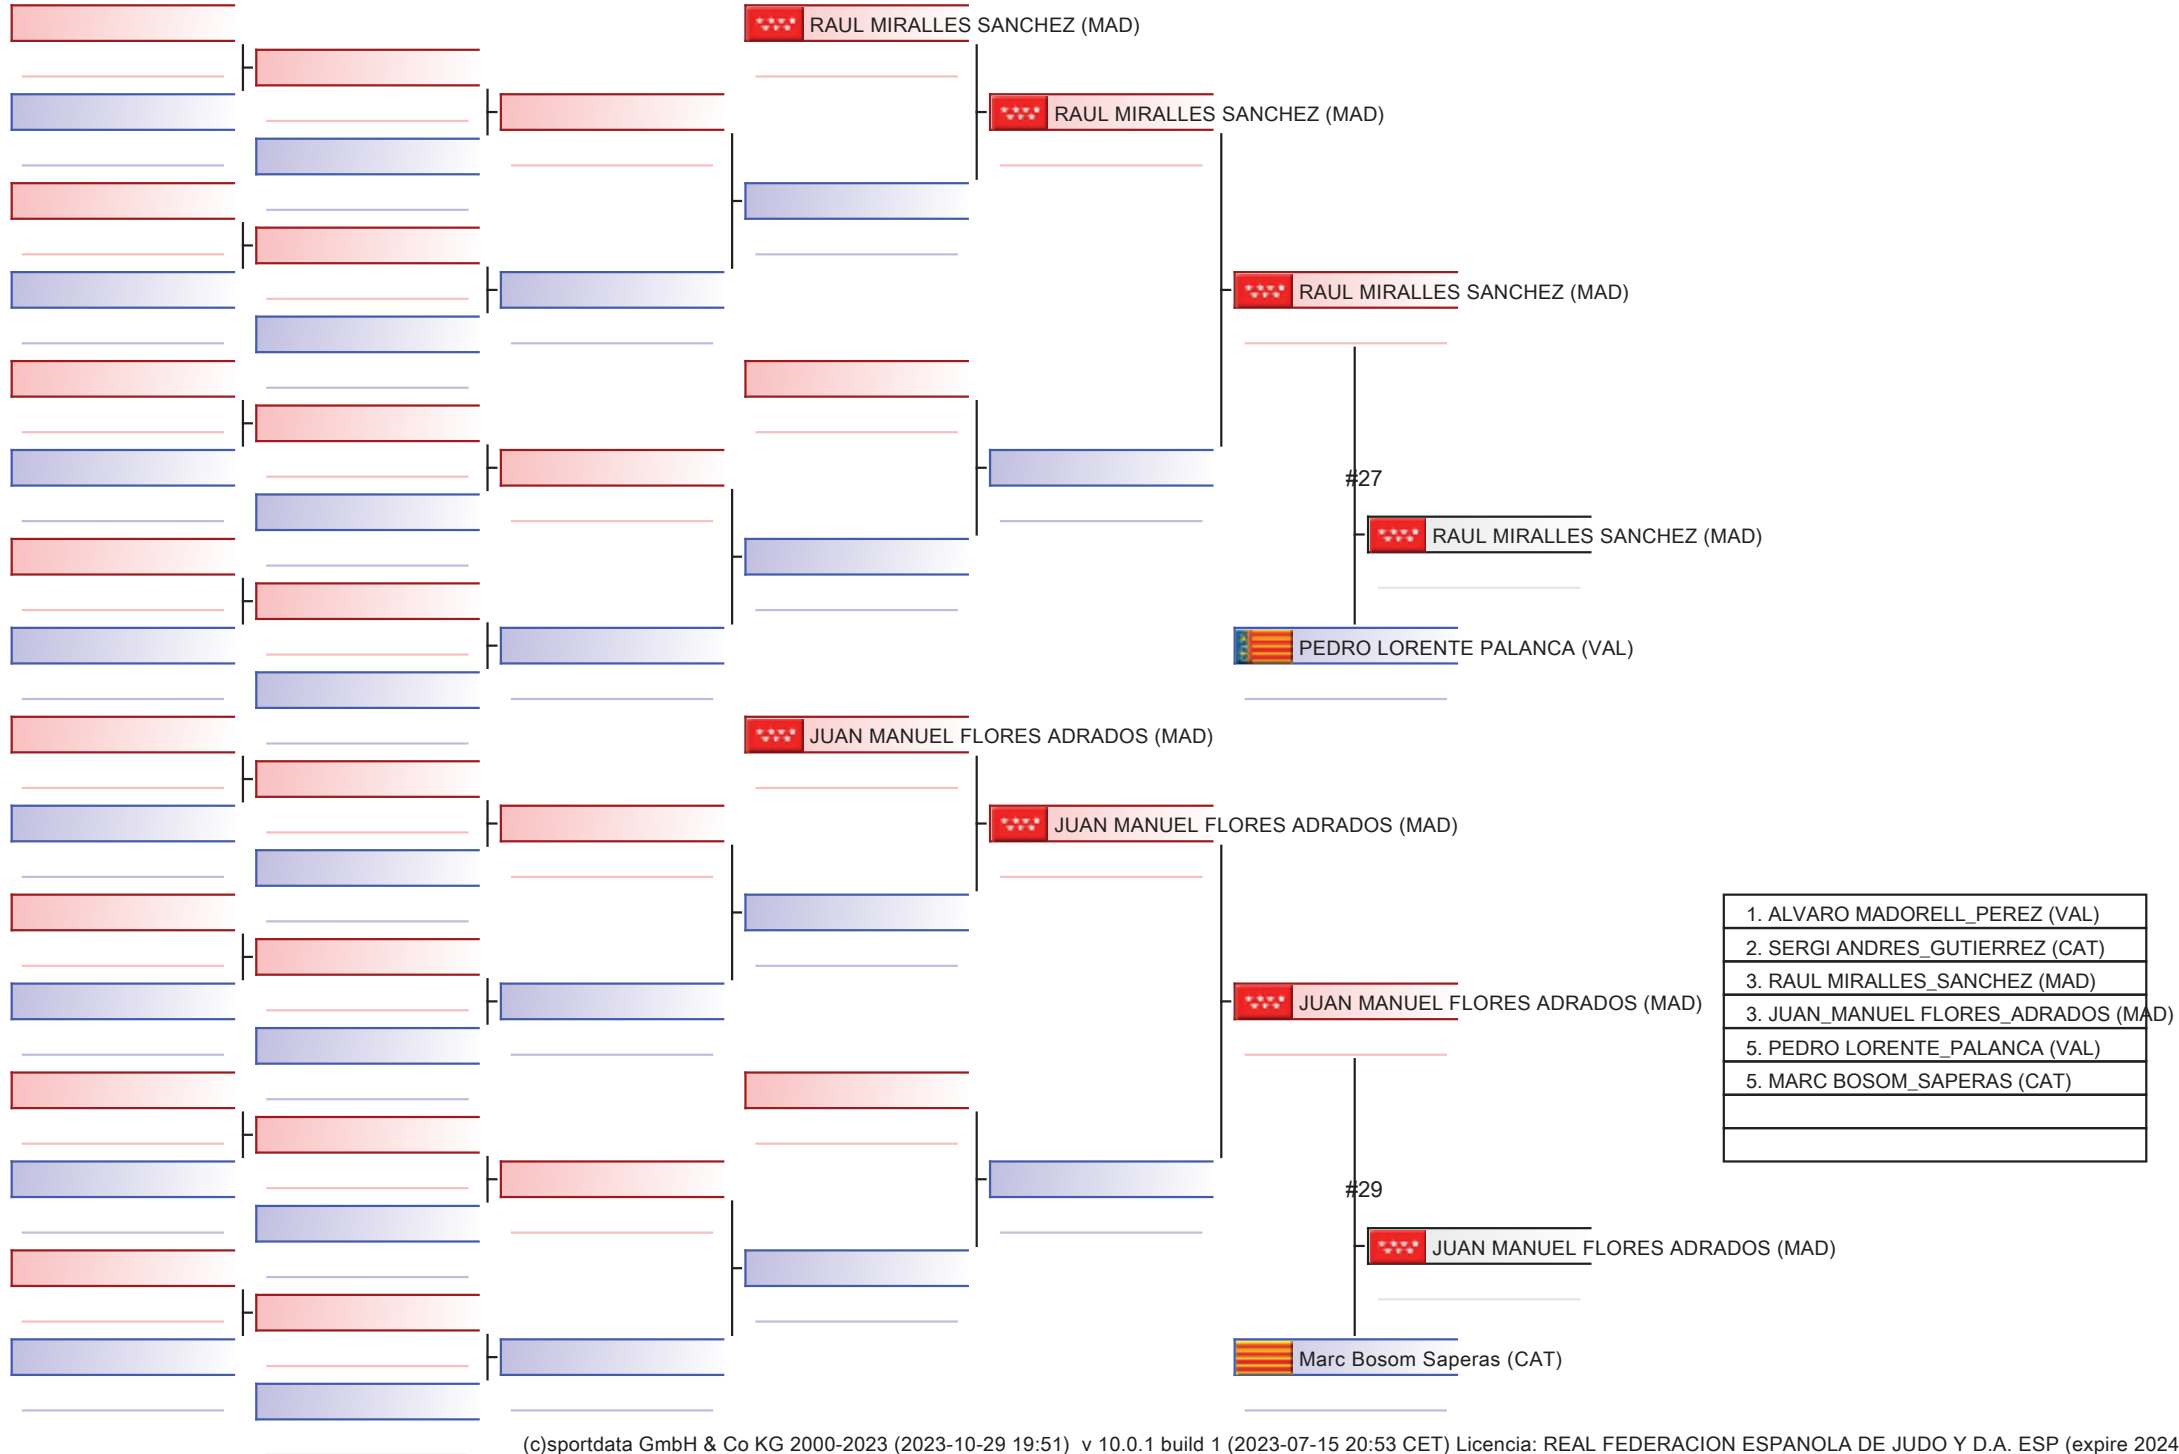 RAUL MIRALLES SANCHEZ (MAD)
RAUL MIRALLES SANCHEZ (MAD)
RAUL MIRALLES SANCHEZ (MAD)
#27
RAUL MIRALLES SANCHEZ (MAD)
PEDRO LORENTE PALANCA (VAL)
JUAN MANUEL FLORES ADRADOS (MAD)
JUAN MANUEL FLORES ADRADOS (MAD)
JUAN MANUEL FLORES ADRADOS (MAD)
#29
JUAN MANUEL FLORES ADRADOS (MAD)
Marc Bosom Saperas (CAT)
1. ALVARO MADORELL_PEREZ (VAL)
2. SERGI ANDRES_GUTIERREZ (CAT)
3. RAUL MIRALLES_SANCHEZ (MAD)
3. JUAN_MANUEL FLORES_ADRADOS (MAD)
5. PEDRO LORENTE_PALANCA (VAL)
5. MARC BOSOM_SAPERAS (CAT)
(c)sportdata GmbH & Co KG 2000-2023 (2023-10-29 19:51) v 10.0.1 build 1 (2023-07-15 20:53 CET) Licencia: REAL FEDERACION ESPANOLA DE JUDO Y D.A. ESP (expire 2024